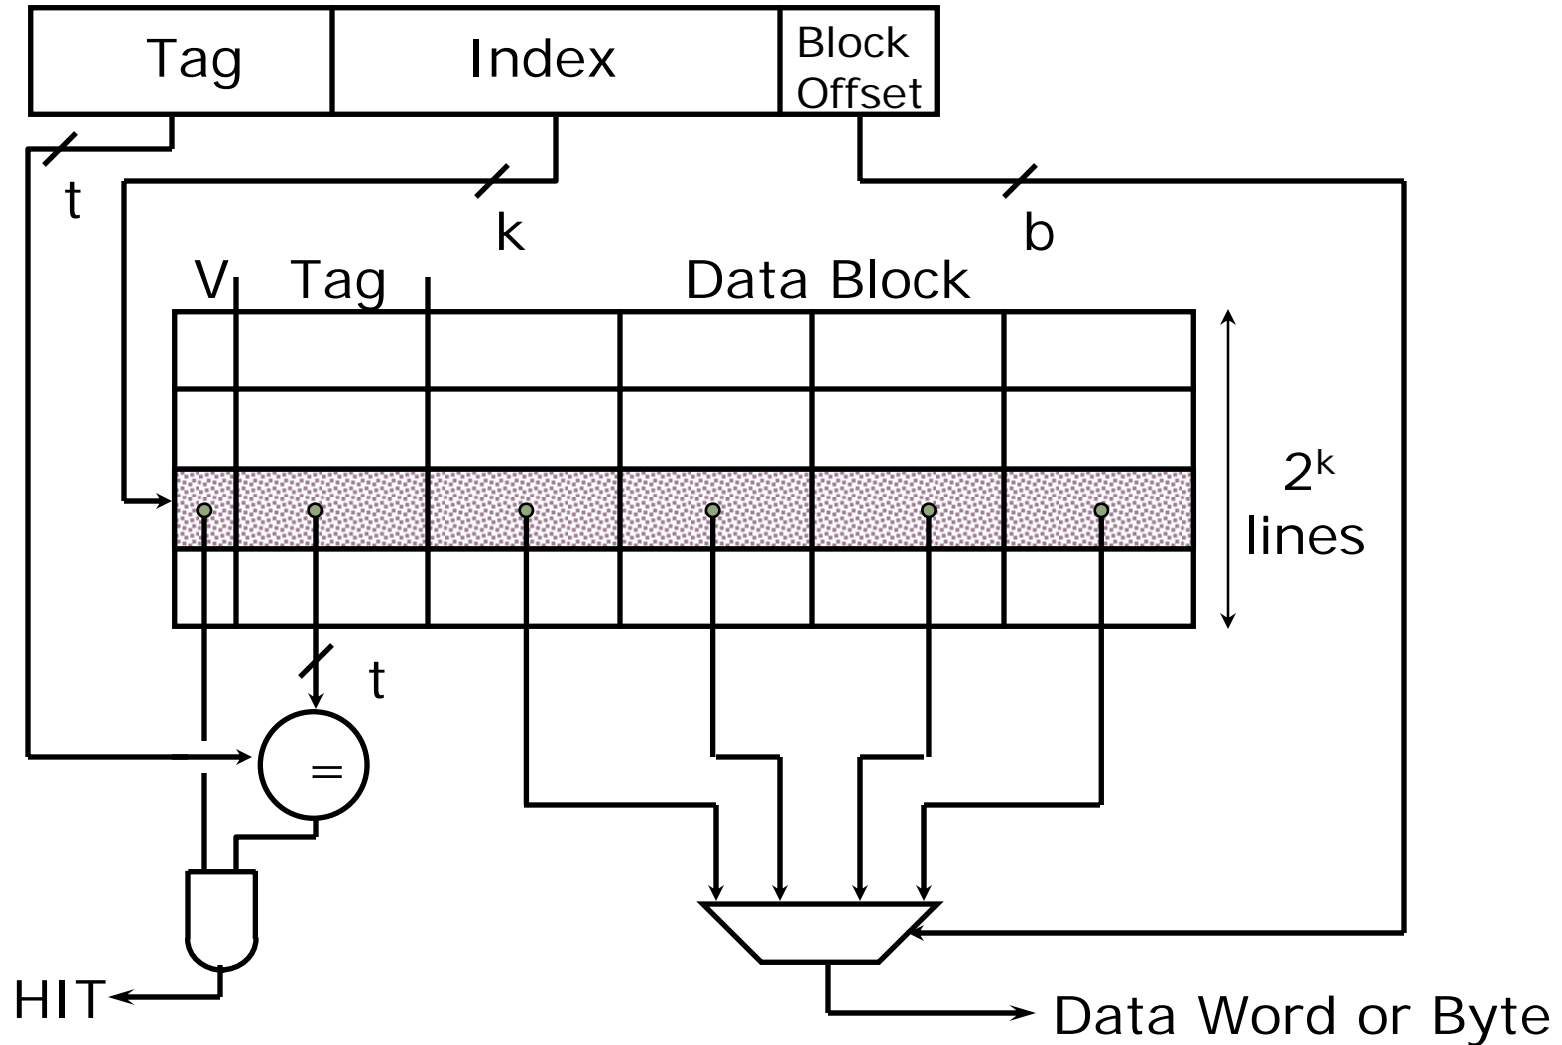 Tag
Index
Block
Offset
t
k
b
V
Tag
Data Block
2k
lines
t
=
HIT
Data Word or Byte